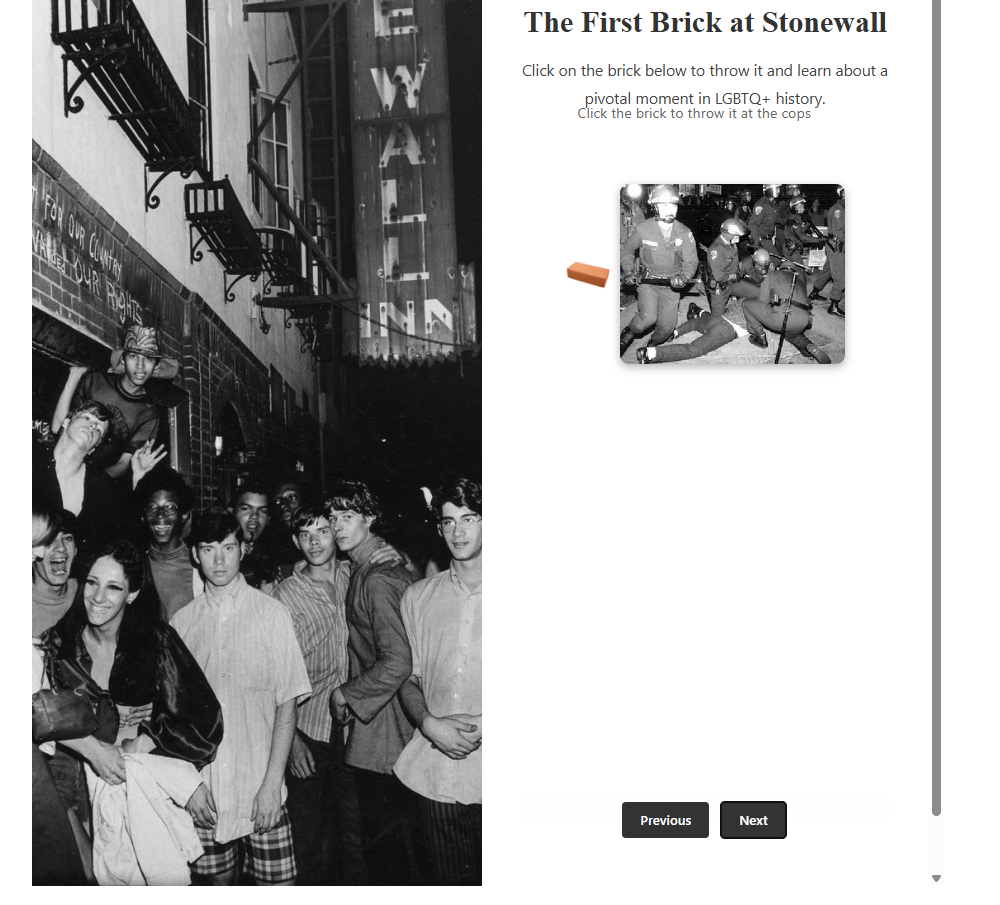 EWALL
INN
FOR OUR COUNTRY
OUR RIGHTS
The First Brick at Stonewall
Click on the brick below to throw it and learn about a
pivotal moment in LGBTQ+ history.
Click the brick to throw it at the cops
Previous
Next